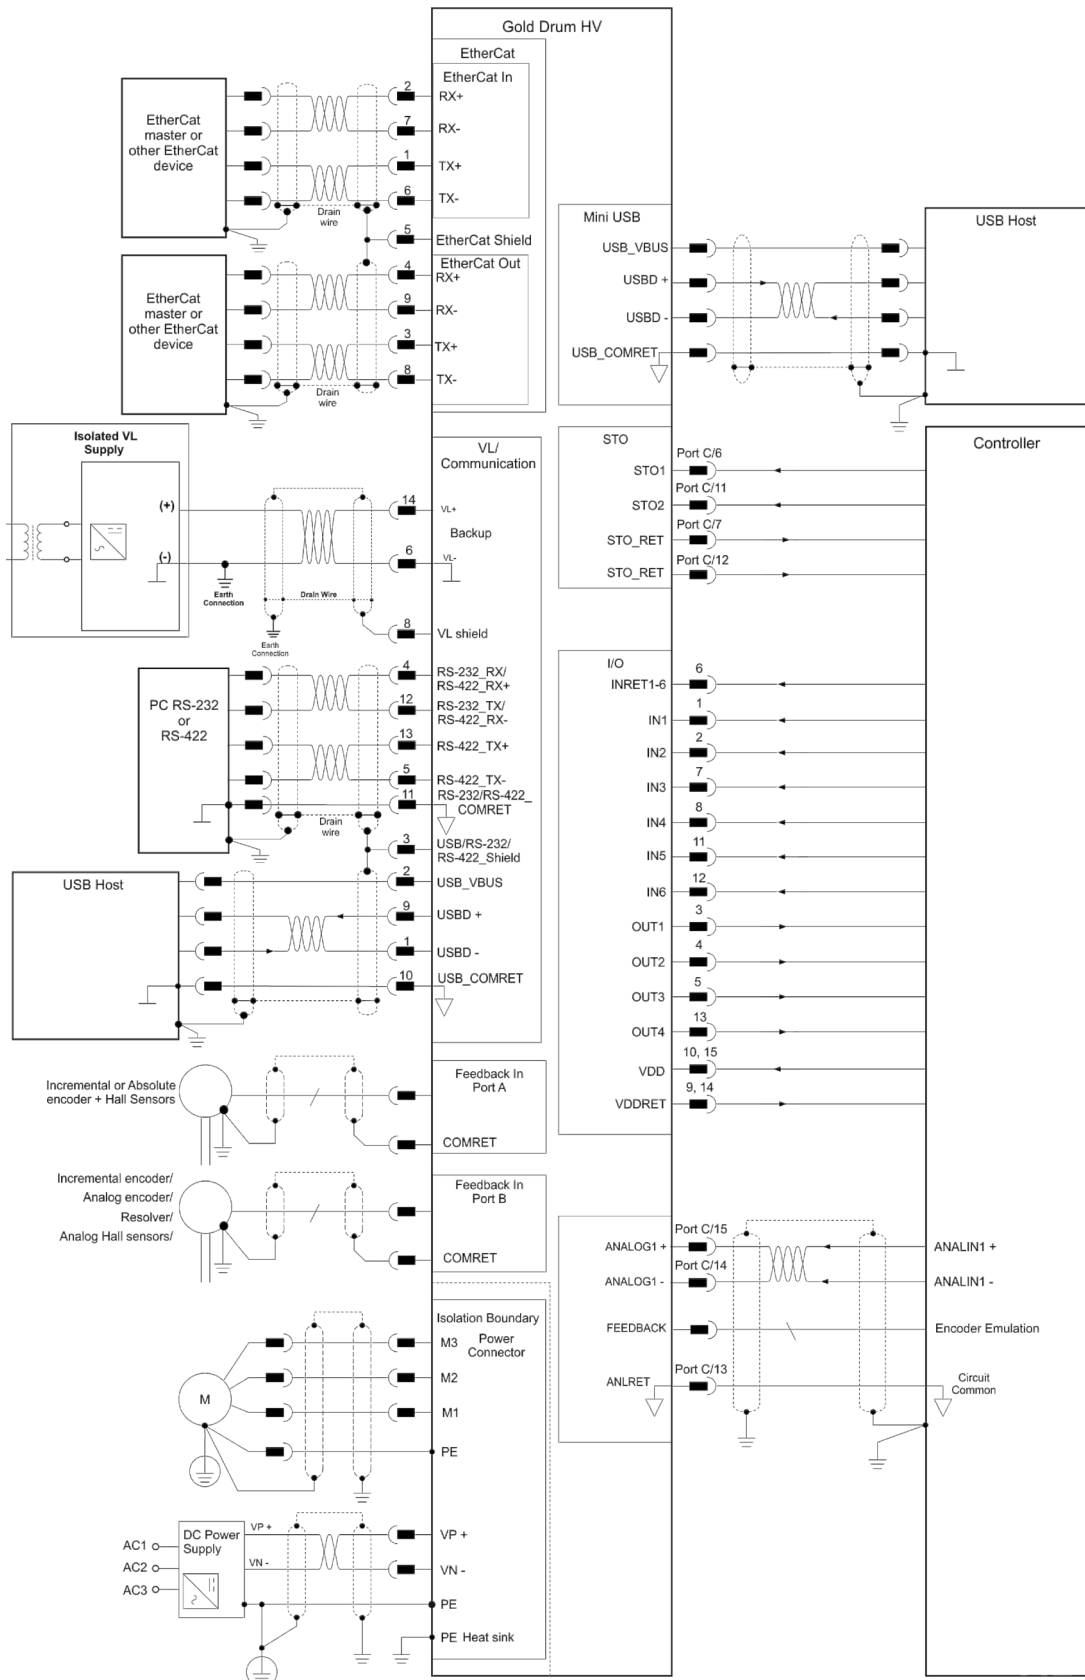 Gold Drum HV
EtherCat
EtherCat In
EtherCat
master or
other EtherCat
device
2
RX+
7
RX-
1
TX+
6
TX-
Drain
wire
5
EtherCat Shield
EtherCat Out
EtherCat
master or
other EtherCat
device
4
RX+
9
RX-
3
TX+
8
TX-
Drain
wire
Isolated VL
Supply
(+)
(-)
Earth
Connection
Drain Wire
Earth
Connection
VL/
Communication
14
VL+
Backup
6
VL-
8
VL shield
PC RS-232
or
RS-422
4
RS-232_RX/
RS-422_RX+
12
RS-232_TX/
RS-422_RX-
13
RS-422_TX+
5
RS-422_TX-
11
RS-232/RS-422_
COMRET
Drain
wire
3
USB/RS-232/
RS-422_Shield
USB Host
2
USB_VBUS
9
USBD +
1
USBD -
10
USB_COMRET
Incremental or Absolute
encoder + Hall Sensors
Feedback In
Port A
COMRET
Incremental encoder/
Analog encoder/
Resolver/
Analog Hall sensors/
Feedback In
Port B
COMRET
Isolation Boundary
Power
Connector
M
M3
M2
M1
PE
AC1
AC2
AC3
DC Power
Supply
VP +
VN -
VP +
VN -
PE
PE Heat sink
Mini USB
USB_VBUS
USBD +
USBD -
USB_COMRET
USB Host
STO
STO1
Port C/6
STO2
Port C/11
STO_RET
Port C/7
STO_RET
Port C/12
Controller
I/O
INRET1-6
6
IN1
1
IN2
2
IN3
7
IN4
8
IN5
11
IN6
12
OUT1
3
OUT2
4
OUT3
5
OUT4
13
VDD
10, 15
VDDRET
9, 14
ANALOG1 +
Port C/15
ANALIN1 +
ANALOG1 -
Port C/14
ANALIN1 -
FEEDBACK
Encoder Emulation
ANLRET
Port C/13
Circuit
Common